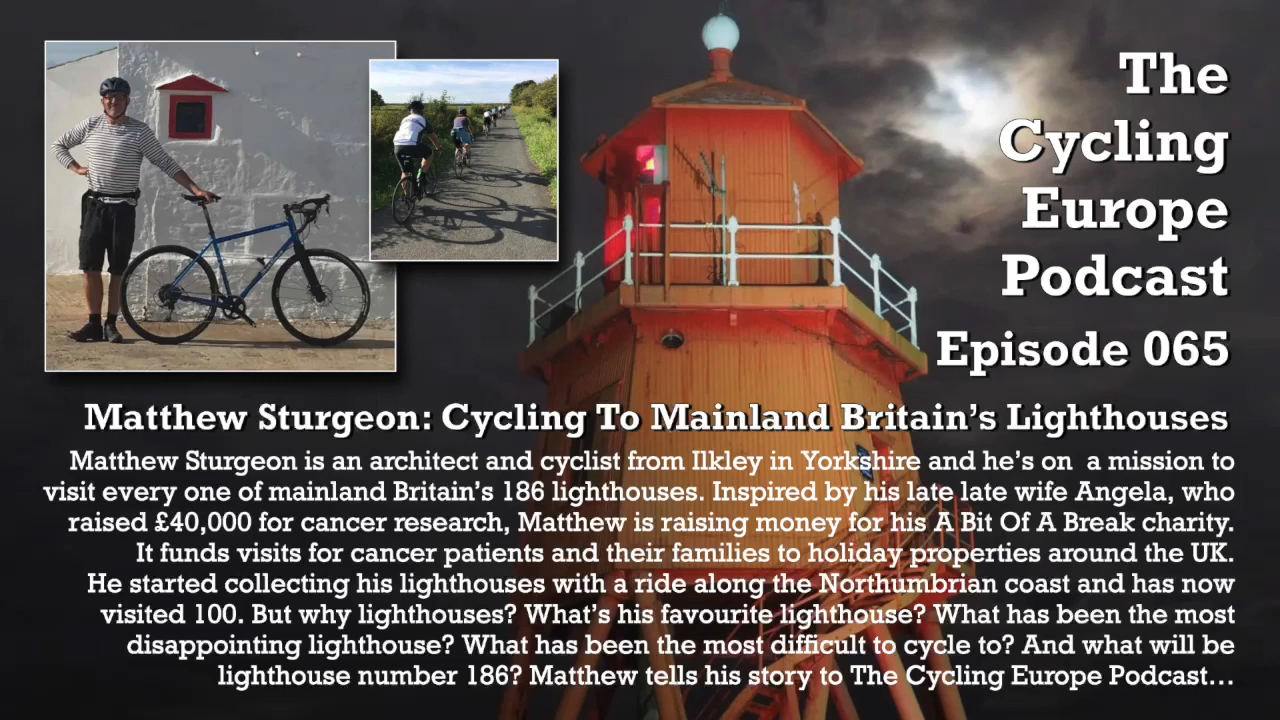 The
Cycling
Europe
Podcast
Episode 065
Matthew Sturgeon: Cycling To Mainland Britain's Lighthouses
Matthew Sturgeon is an architect and cyclist from Ilkley in Yorkshire and he's on  a mission to
visit every one of mainland Britain's 186 lighthouses. Inspired by his late late wife Angela, who
raised £40,000 for cancer research, Matthew is raising money for his A Bit Of A Break charity.
It funds visits for cancer patients and their families to holiday properties around the UK.
He started collecting his lighthouses with a ride along the Northumbrian coast and has now
visited 100. But why lighthouses? What's his favourite lighthouse? What has been the most
disappointing lighthouse? What has been the most difficult to cycle to? And what will be
lighthouse number 186? Matthew tells his story to The Cycling Europe Podcast...